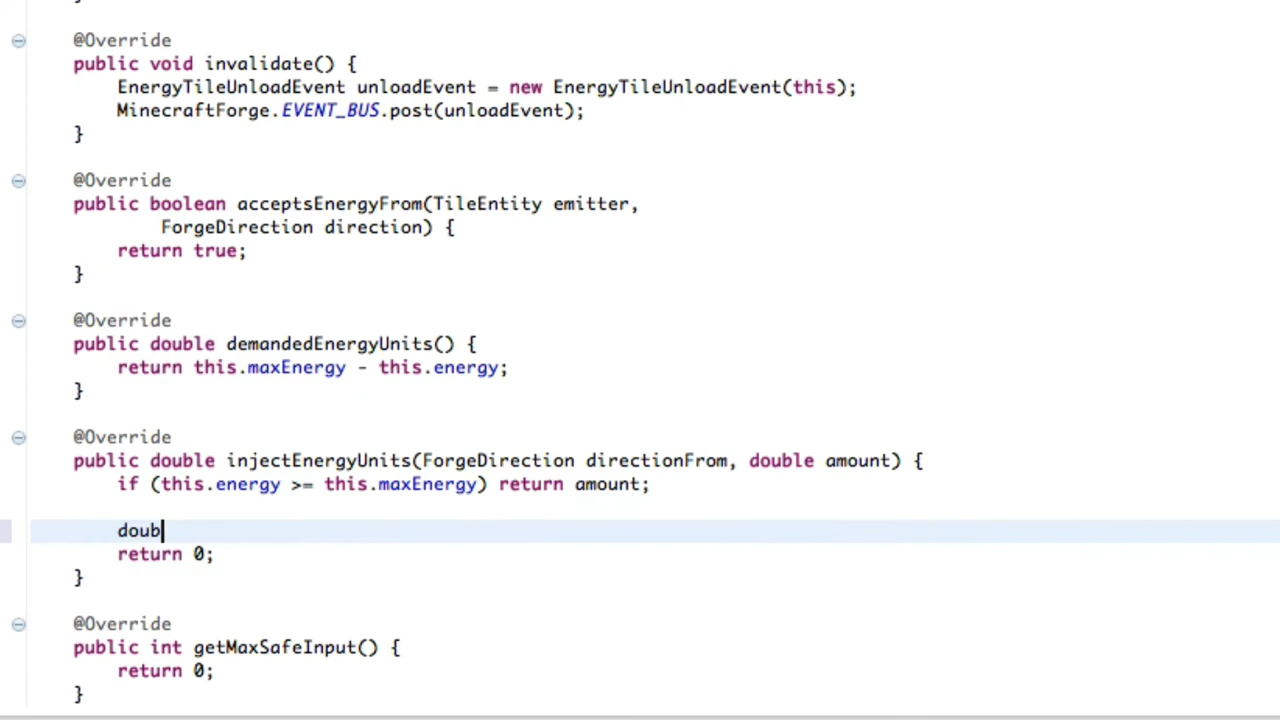 @Override
public void invalidate() {
EnergyTileUnloadEvent unloadEvent = new EnergyTileUnloadEvent(this);
MinecraftForge.EVENT_BUS.post(unloadEvent);
}
@Override
public boolean acceptsEnergyFrom(TileEntity emitter,
ForgeDirection direction) {
return true;
}
@Override
public double demandedEnergyUnits() {
return this.maxEnergy - this.energy;
}
@Override
public double injectEnergyUnits(ForgeDirection directionFrom, double amount) {
if (this.energy >= this.maxEnergy) return amount;
doub
return 0;
}
@Override
public int getMaxSafeInput() {
return 0;
}